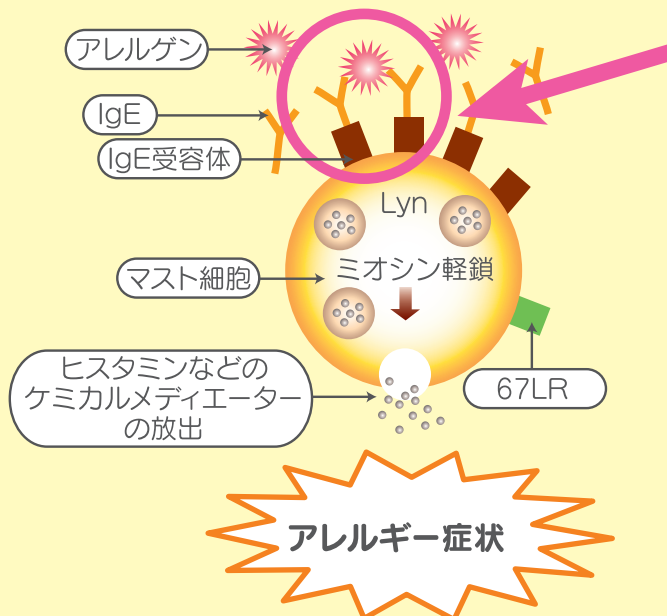 アレルゲン
IgE
IgE受容体
Lyn
マスト細胞
ミオシン軽鎖
ヒスタミンなどの
ケミカルメディエーター
の放出
67LR
アレルギー症状